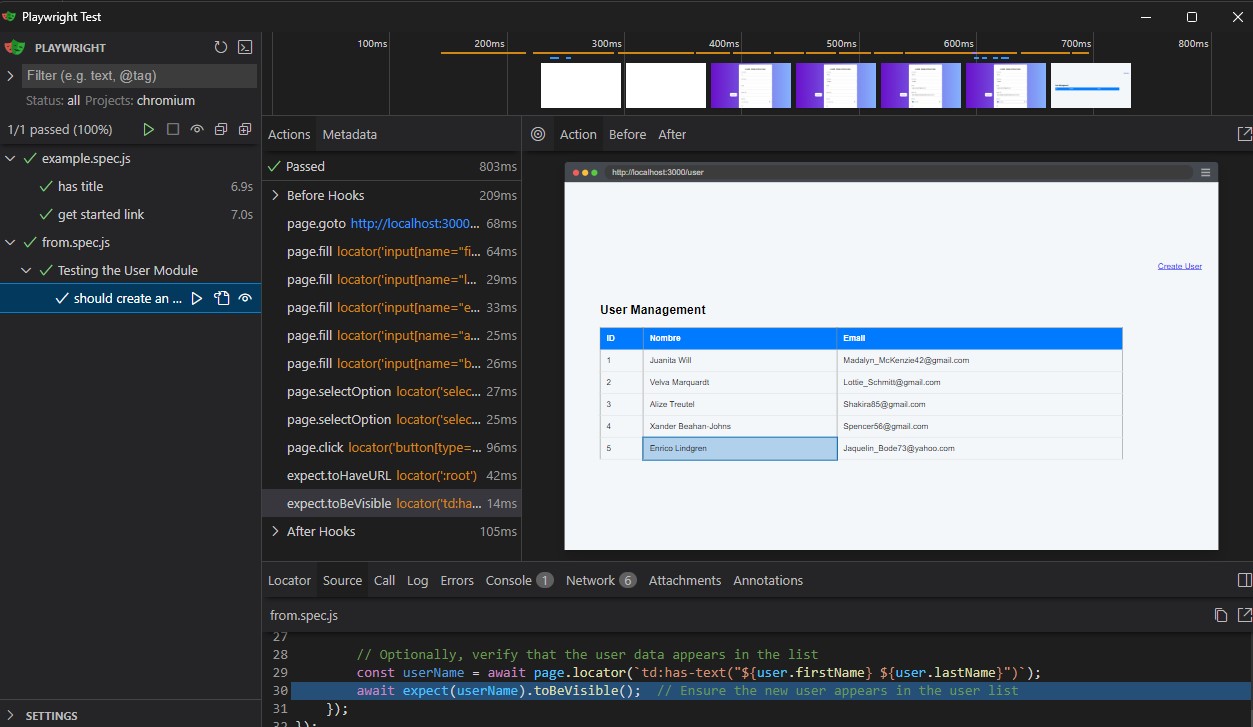 Playwright Test
PLAYWRIGHT
Filter (e.g. text, @tag)
Status: all Projects: chromium
1/1 passed (100%)
example.spec.js
has title 6.9s
get started link 7.0s
from.spec.js
Testing the User Module
should create an ...
SETTINGS
100ms 200ms 300ms 400ms 500ms 600ms 700ms 800ms
Actions Metadata
Passed 803ms
Before Hooks 209ms
page.goto http://localhost:3000... 68ms
page.fill locator('input[name="fi... 64ms
page.fill locator('input[name="l... 29ms
page.fill locator('input[name="e... 33ms
page.fill locator('input[name="a... 25ms
page.fill locator('input[name="b... 26ms
page.selectOption locator('selec... 27ms
page.selectOption locator('selec... 25ms
page.click locator('button[type=... 96ms
expect.toHaveURL locator(':root') 42ms
expect.toBeVisible locator('td:ha... 14ms
After Hooks 105ms
Action Before After
http://localhost:3000/user
Create User
User Management
ID Nombre Email
1 Juanita Will Madalyn_McKenzie42@gmail.com
2 Velva Marquardt Lottie_Schmitt@gmail.com
3 Alize Treutel Shakira85@gmail.com
4 Xander Beahan-Johns Spencer56@gmail.com
5 Enrico Lindgren Jaquelin_Bode73@yahoo.com
Locator Source Call Log Errors Console 1 Network 6 Attachments Annotations
from.spec.js
27
28 // Optionally, verify that the user data appears in the list
29 const userName = await page.locator(`td:has-text("${user.firstName} ${user.lastName}")`);
30 await expect(userName).toBeVisible(); // Ensure the new user appears in the user list
31 });
32 });